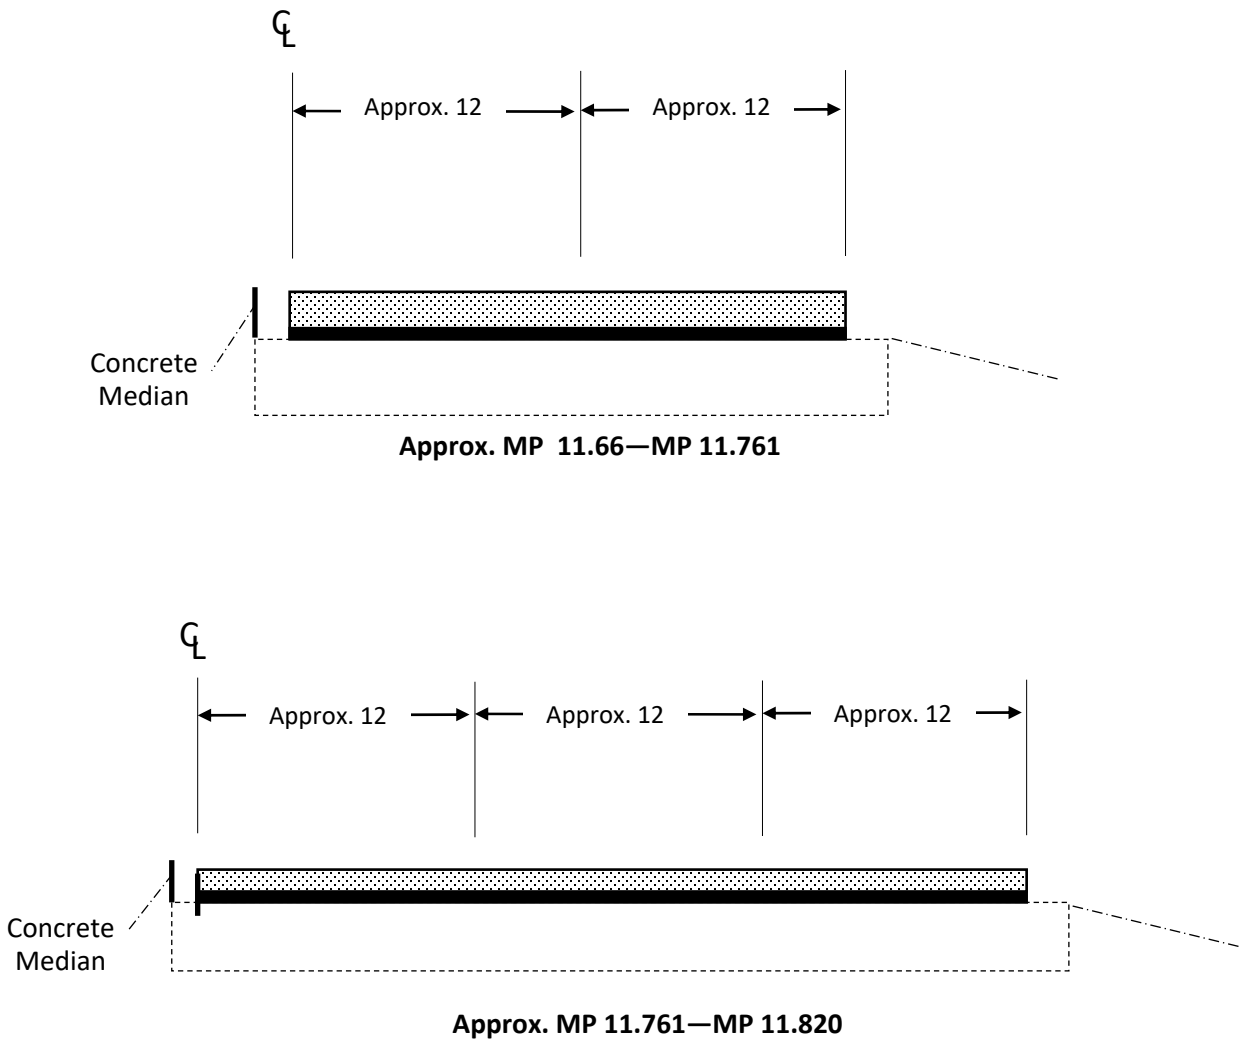 ℄
Approx. 12 Approx. 12
Concrete
Median
Approx. MP 11.66—MP 11.761
℄
Approx. 12 Approx. 12 Approx. 12
Concrete
Median
Approx. MP 11.761—MP 11.820